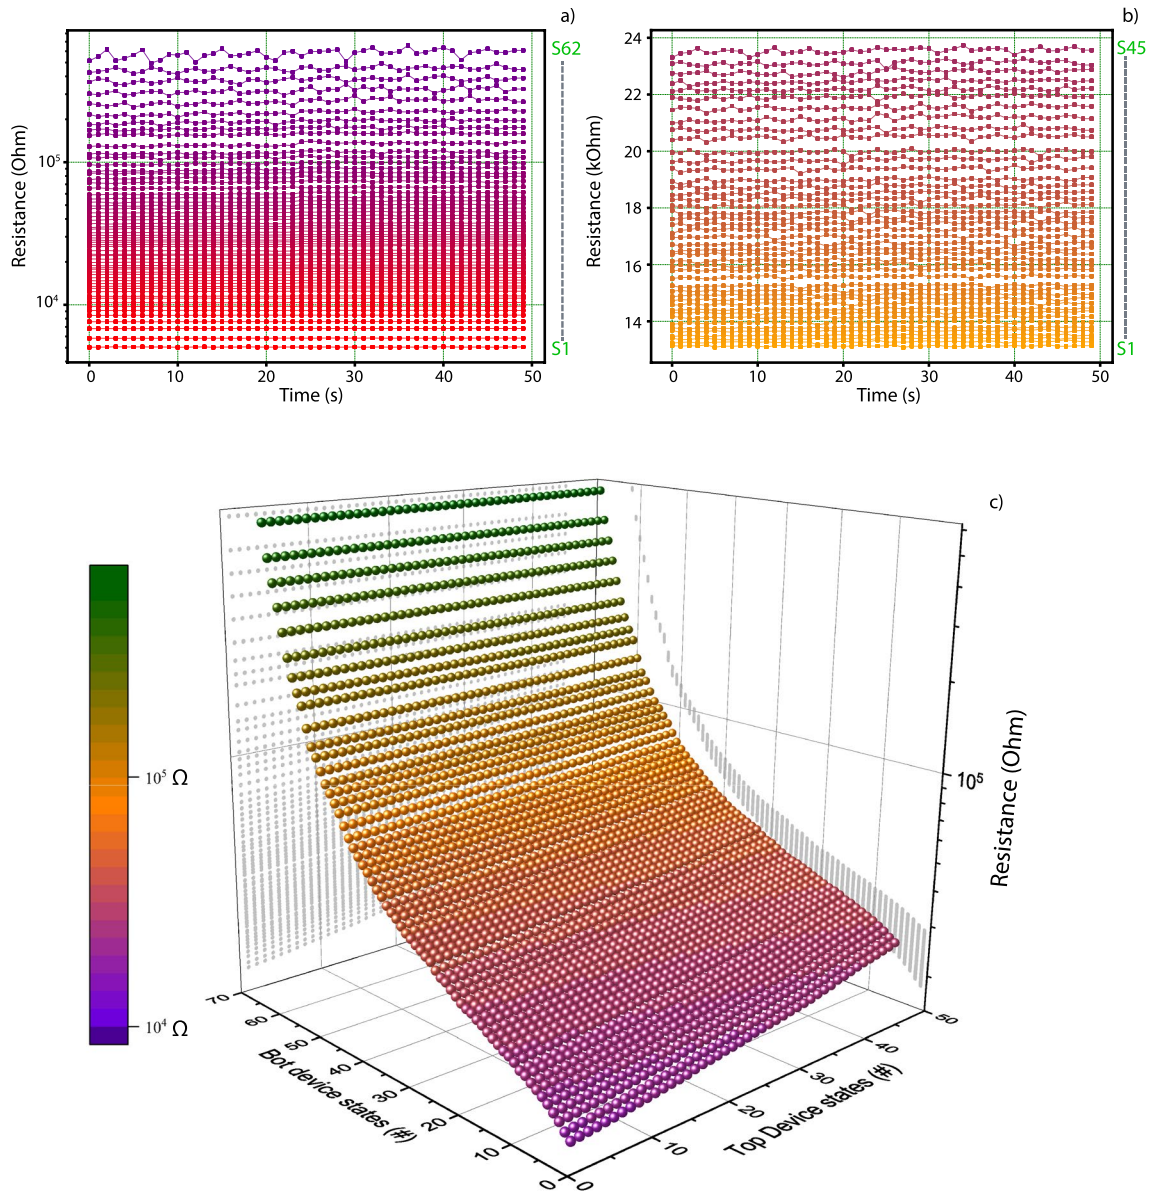 a)
S62
10⁵
10⁴
S1
Resistance (Ohm)
0 10 20 30 40 50
Time (s)
b)
24
S45
22
20
18
16
14
S1
Resistance (kOhm)
0 10 20 30 40 50
Time (s)
c)
10⁵ Ω
10⁴ Ω
10⁵
Resistance (Ohm)
70
60
50
40
30
20
10
0
Bot device states (#)
0
10
20
30
40
50
Top Device states (#)